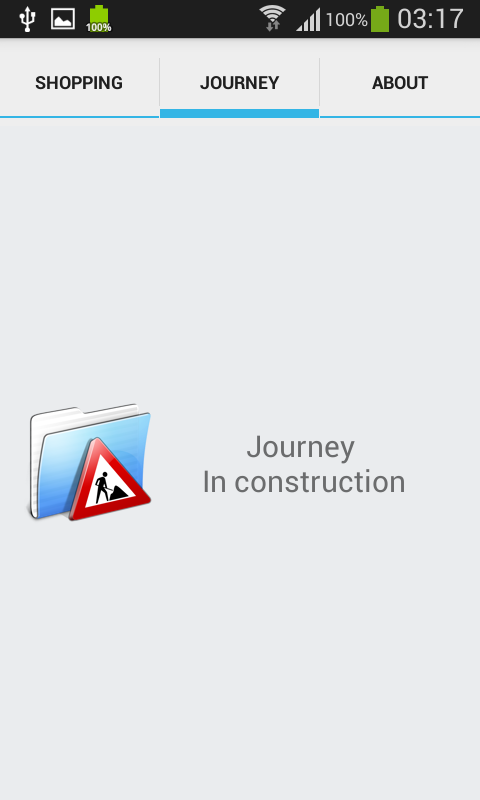 100%
100%
03:17
SHOPPING
JOURNEY
ABOUT
Journey
In construction